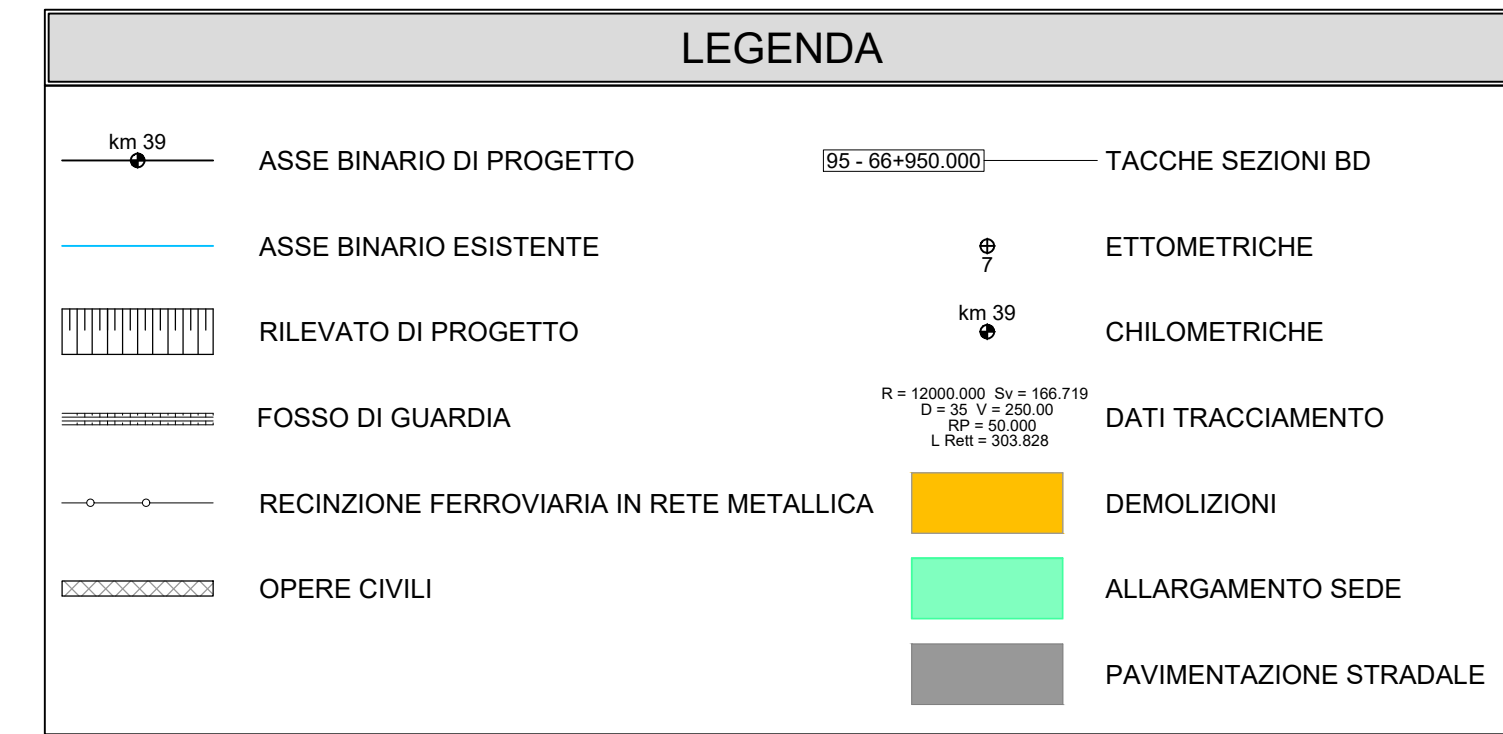 LEGENDA
km 39
ASSE BINARIO DI PROGETTO
ASSE BINARIO ESISTENTE
RILEVATO DI PROGETTO
FOSSO DI GUARDIA
RECINZIONE FERROVIARIA IN RETE METALLICA
OPERE CIVILI
95 - 66+950.000
TACCHE SEZIONI BD
7
ETTOMETRICHE
km 39
CHILOMETRICHE
R = 12000.000 Sv = 166.719
D = 35 V = 250.00
RP = 50.000
L Rett = 303.828
DATI TRACCIAMENTO
DEMOLIZIONI
ALLARGAMENTO SEDE
PAVIMENTAZIONE STRADALE